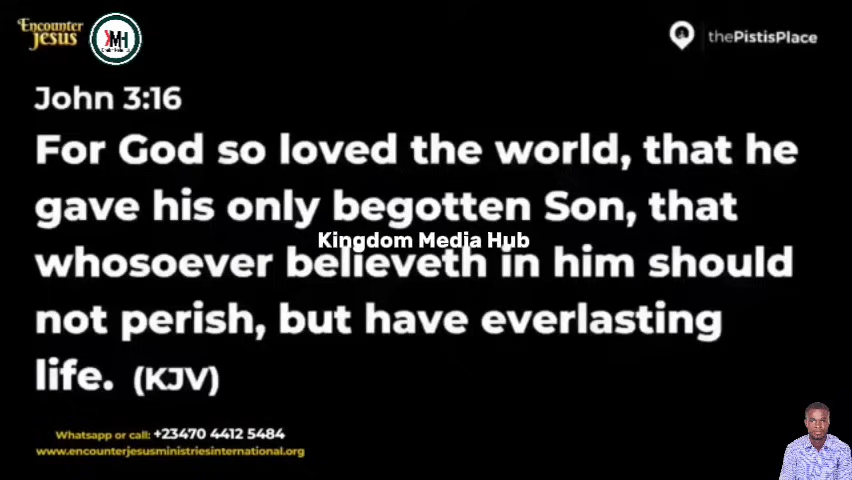 Encounter
Jesus
KMH
thePistisPlace
John 3:16
For God so loved the world, that he
gave his only begotten Son, that
Kingdom Media Hub
whosoever believeth in him should
not perish, but have everlasting
life. (KJV)
Whatsapp or call: +23470 4412 5484
www.encounterjesusministriesinternational.org